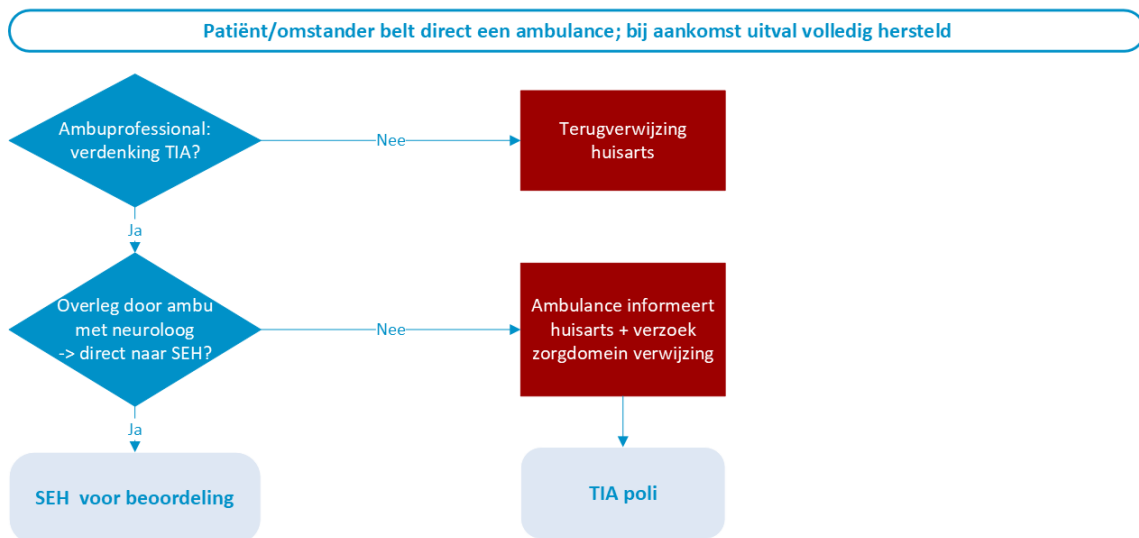 Patiënt/omstander belt direct een ambulance; bij aankomst uitval volledig hersteld
Ambuprofessional:
verdenking TIA?
Nee
Terugverwijzing
huisarts
Ja
Overleg door ambu
met neuroloog
-> direct naar SEH?
Nee
Ambulance informeert
huisarts + verzoek
zorgdomein verwijzing
Ja
SEH voor beoordeling
TIA poli